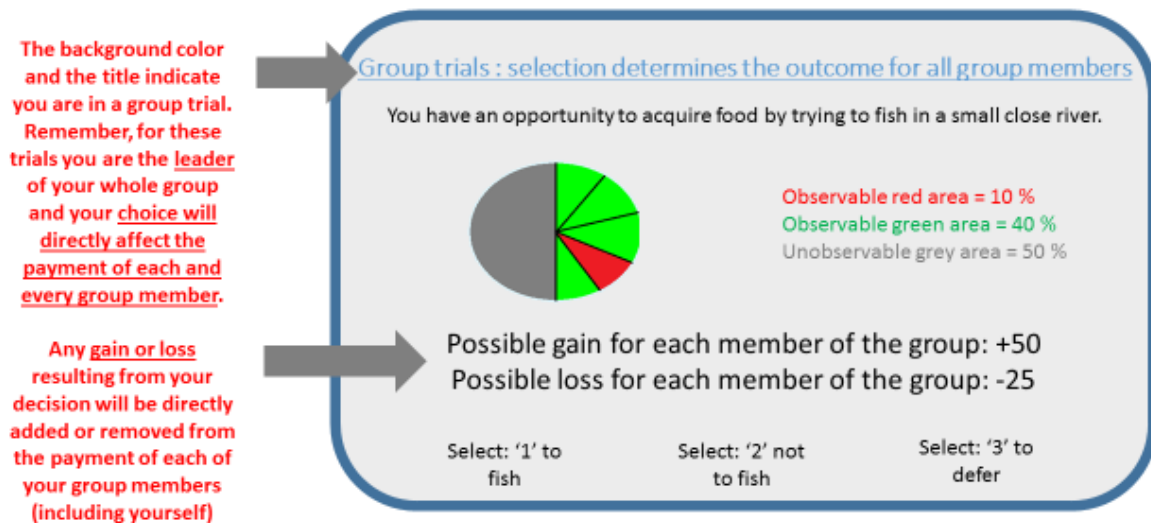 The background color
and the title indicate
you are in a group trial.
Remember, for these
trials you are the leader
of your whole group
and your choice will
directly affect the
payment of each and
every group member.
Any gain or loss
resulting from your
decision will be directly
added or removed from
the payment of each of
your group members
(including yourself)
Group trials : selection determines the outcome for all group members
You have an opportunity to acquire food by trying to fish in a small close river.
Observable red area = 10 %
Observable green area = 40 %
Unobservable grey area = 50 %
Possible gain for each member of the group: +50
Possible loss for each member of the group: -25
Select: ‘1’ to
fish
Select: ‘2’ not
to fish
Select: ‘3’ to
defer